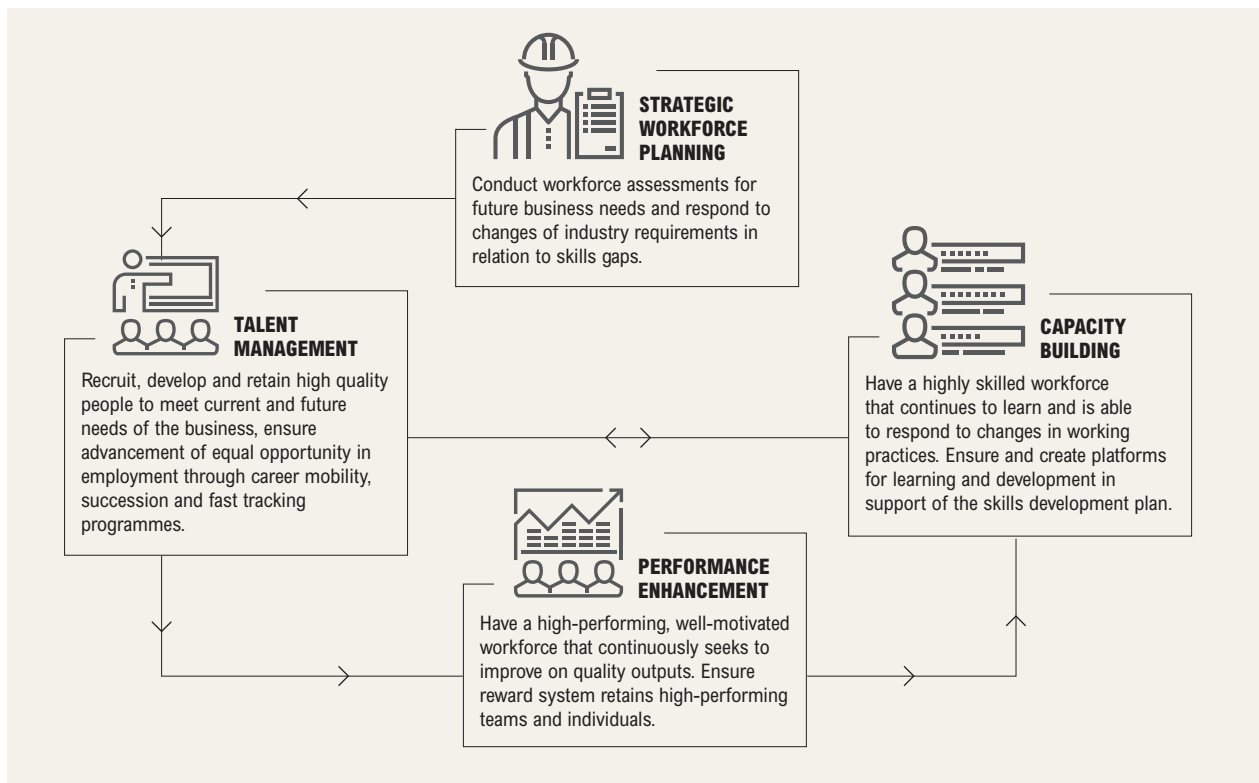 STRATEGIC
WORKFORCE
PLANNING
Conduct workforce assessments for
future business needs and respond to
changes of industry requirements in
relation to skills gaps.
TALENT
MANAGEMENT
Recruit, develop and retain high quality
people to meet current and future
needs of the business, ensure
advancement of equal opportunity in
employment through career mobility,
succession and fast tracking
programmes.
CAPACITY
BUILDING
Have a highly skilled workforce
that continues to learn and is able
to respond to changes in working
practices. Ensure and create platforms
for learning and development in
support of the skills development plan.
PERFORMANCE
ENHANCEMENT
Have a high-performing, well-motivated
workforce that continuously seeks to
improve on quality outputs. Ensure
reward system retains high-performing
teams and individuals.